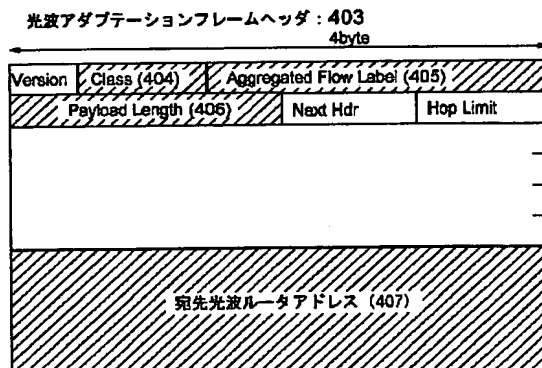 光波アダプテーションフレームヘッダ：403
4byte
Version Class (404) Aggregated Flow Label (405)
Payload Length (406) Next Hdr Hop Limit
宛先光波ルータアドレス (407)